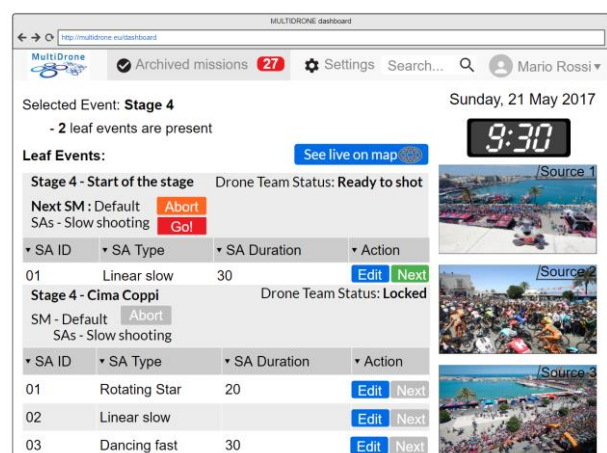 MULTIDRONE dashboard
http://multidrone eu/dashboard
MultiDrone
Archived missions 27 Settings Search... Mario Rossi
Selected Event: Stage 4
- 2 leaf events are present
Leaf Events:
See live on map
Stage 4 - Start of the stage Drone Team Status: Ready to shot
Next SM : Default Abort
SAs - Slow shooting Go!
SA ID SA Type SA Duration Action
01 Linear slow 30 Edit Next
Stage 4 - Cima Coppi Drone Team Status: Locked
SM - Default Abort
SAs - Slow shooting
SA ID SA Type SA Duration Action
01 Rotating Star 20 Edit Next
02 Linear slow Edit Next
03 Dancing fast 30 Edit Next
Sunday, 21 May 2017
9:30
/Source 1
/Source 2
/Source 3